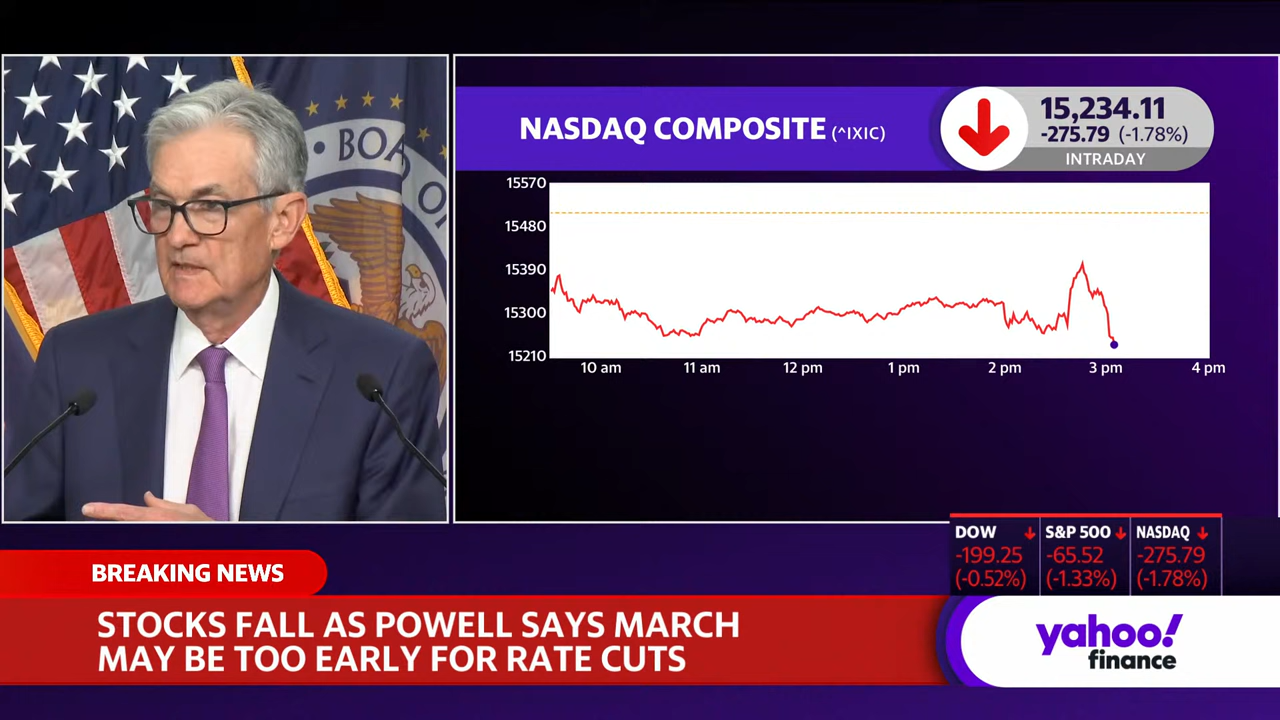 BOA
OF
NASDAQ COMPOSITE (^IXIC)
15,234.11
-275.79 (-1.78%)
INTRADAY
15570
15480
15390
15300
15210
10 am 11 am 12 pm 1 pm 2 pm 3 pm 4 pm
DOW
-199.25
(-0.52%)
S&P 500
-65.52
(-1.33%)
NASDAQ
-275.79
(-1.78%)
BREAKING NEWS
STOCKS FALL AS POWELL SAYS MARCH
MAY BE TOO EARLY FOR RATE CUTS
yahoo!
finance